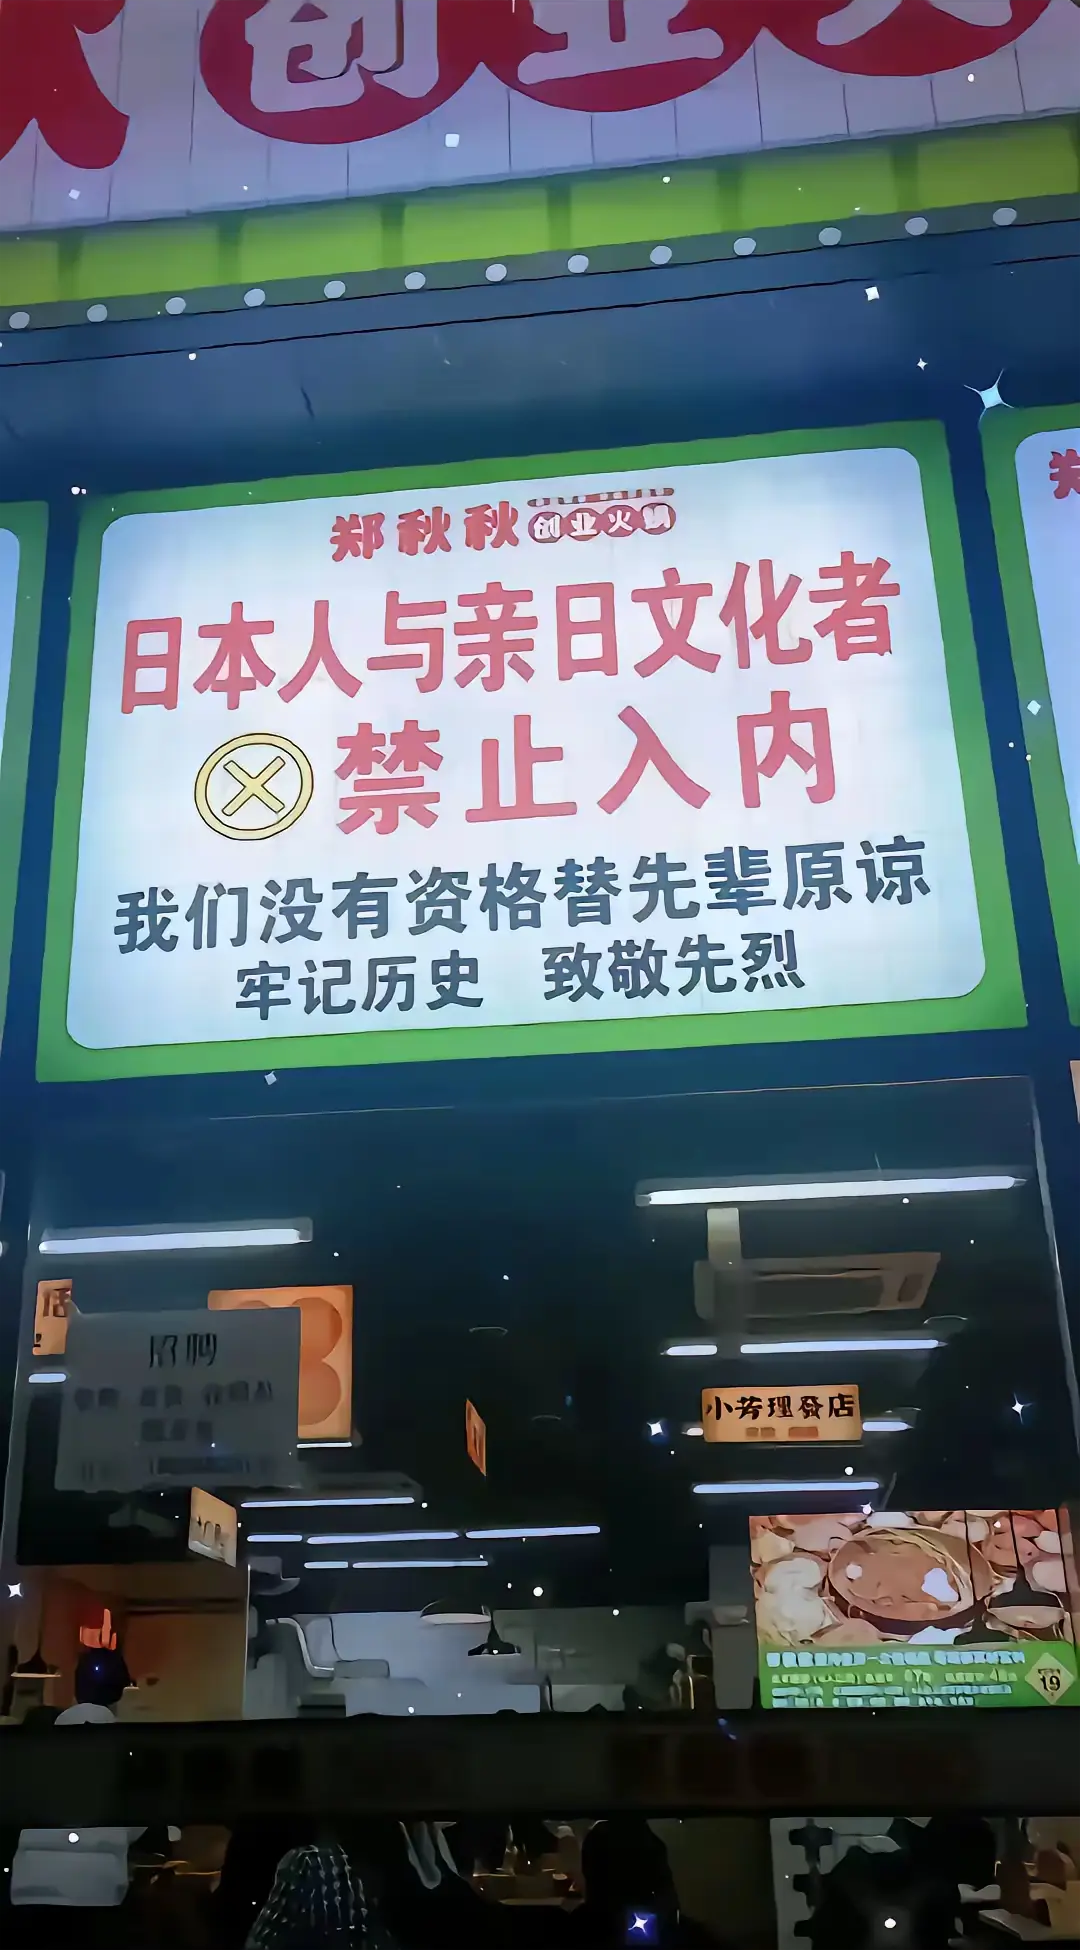 创业火
郑秋秋 创业火锅
日本人与亲日文化者
禁止入内
我们没有资格替先辈原谅
牢记历史 致敬先烈
郑
招聘
小芳理發店
19